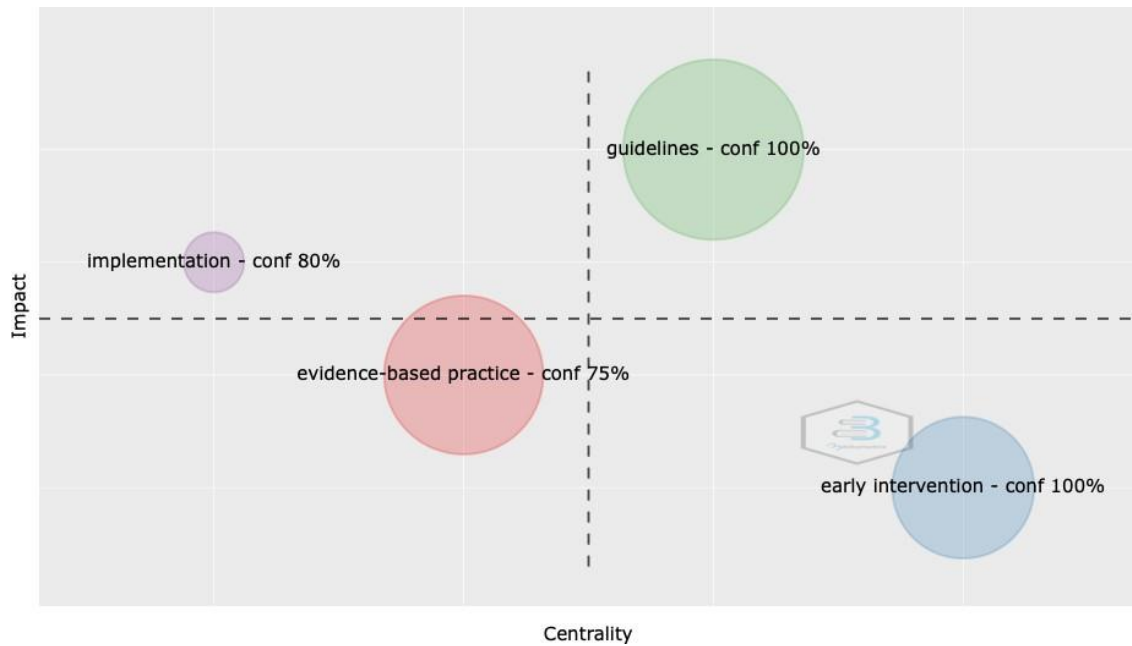 guidelines - conf 100%
implementation - conf 80%
Impact
evidence-based practice - conf 75%
early intervention - conf 100%
Centrality